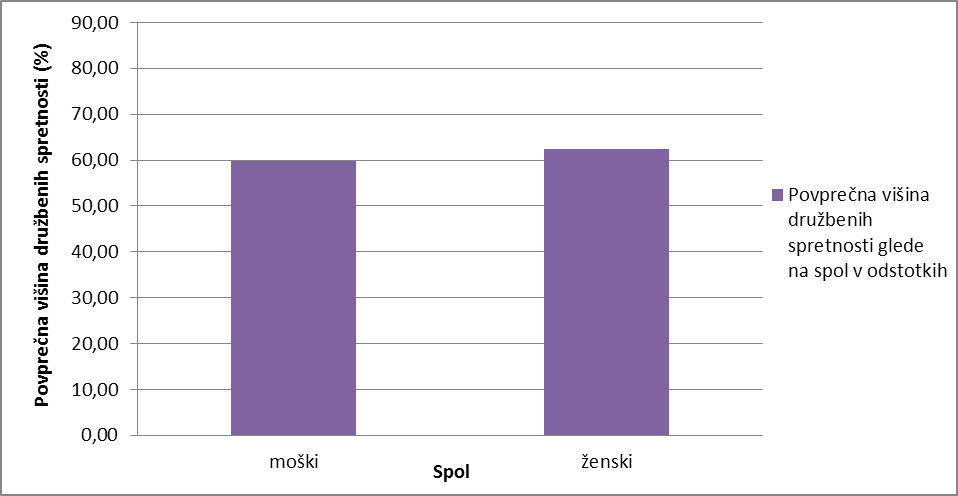 Povprečna višina družbenih spretnosti (%)
90,00
80,00
70,00
60,00
50,00
40,00
30,00
20,00
10,00
0,00
moški
ženski
Spol
Povprečna višina
družbenih
spretnosti glede
na spol v odstotkih